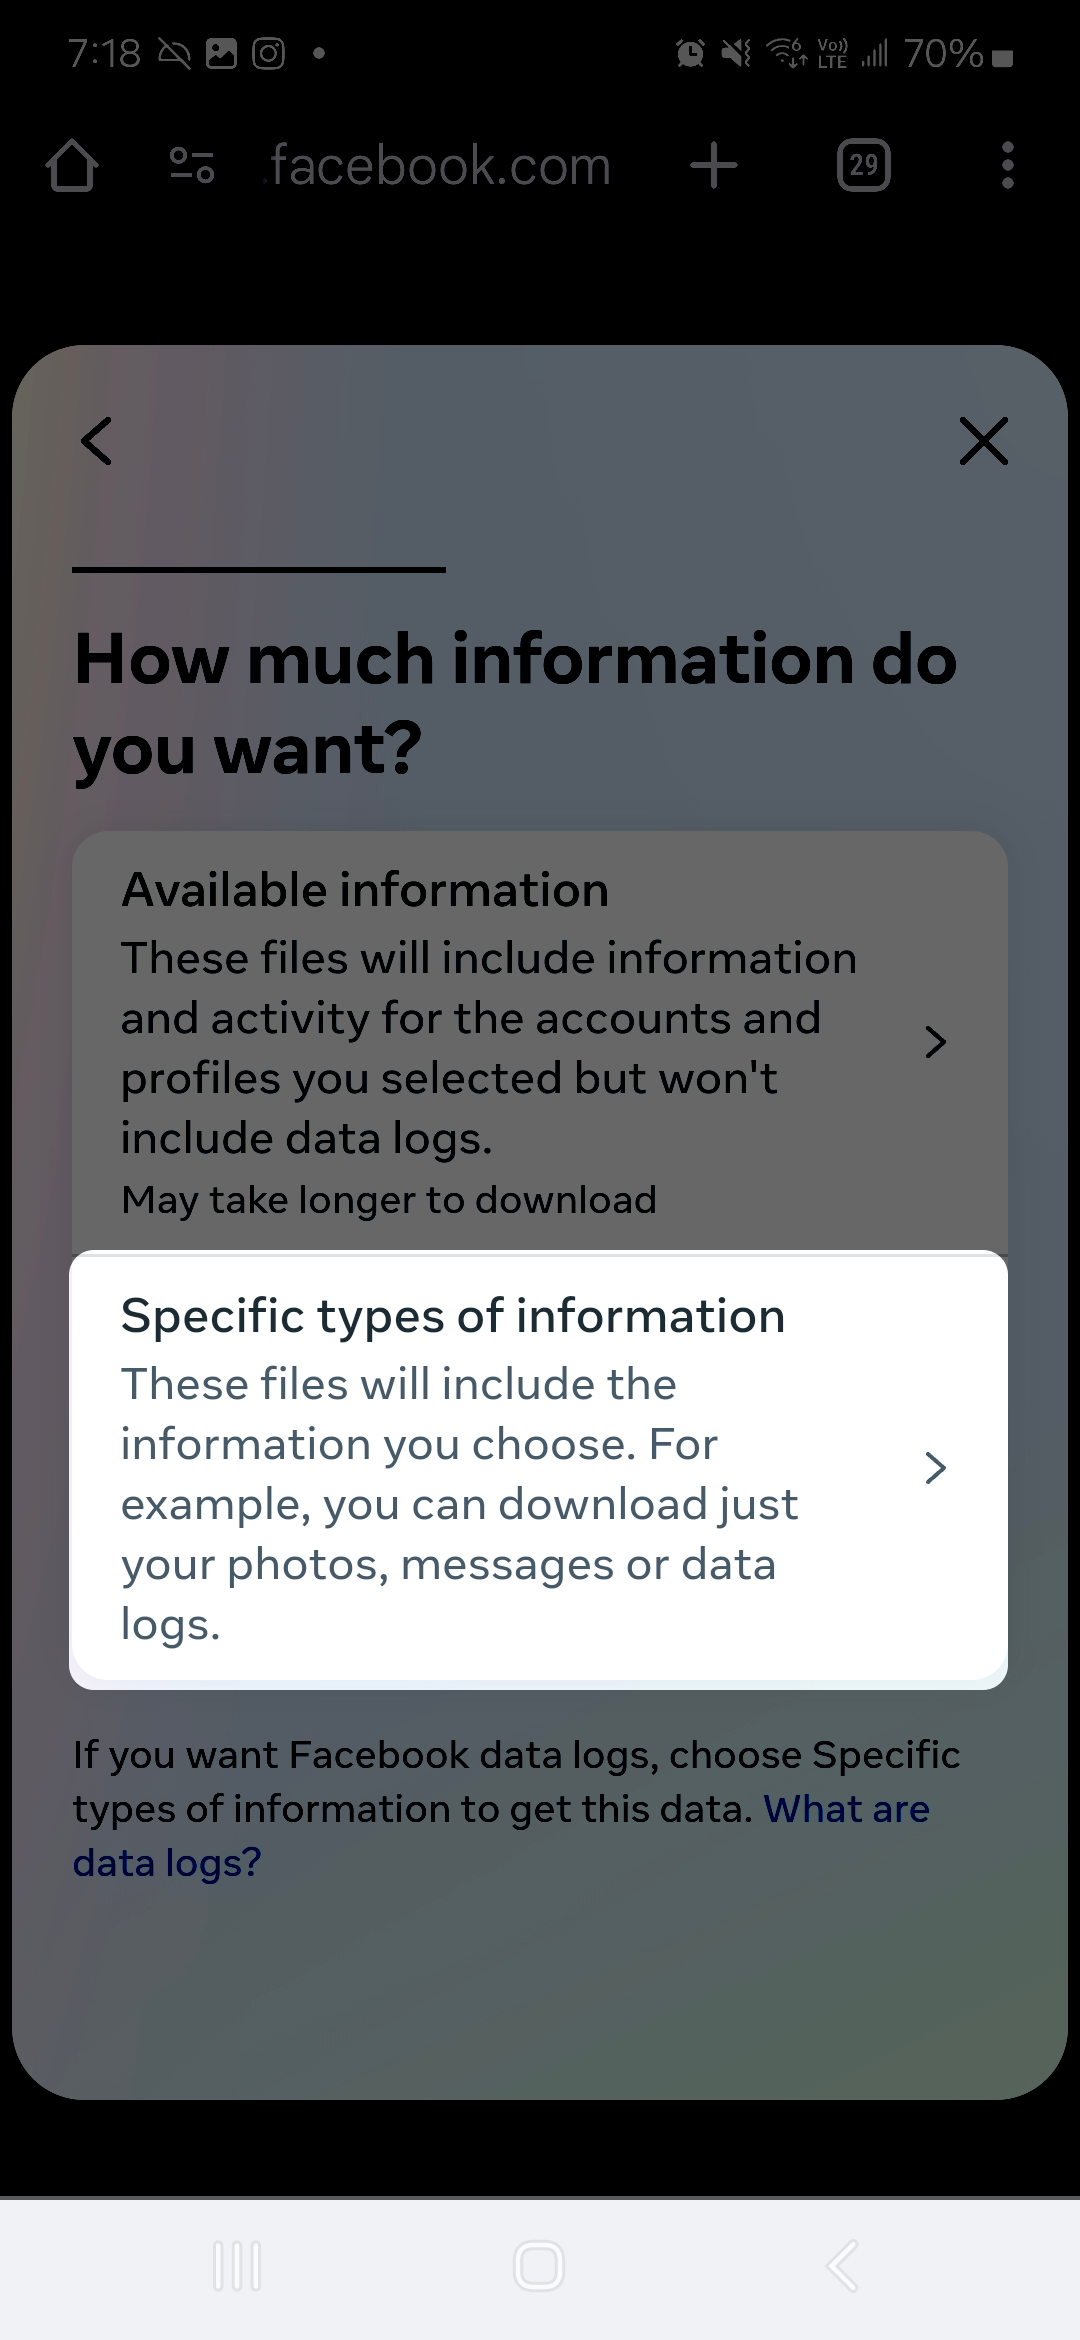 7:18
Vo))
LTE
70%
6
.facebook.com
29
How much information do
you want?
Available information
These files will include information
and activity for the accounts and
profiles you selected but won't
include data logs.
May take longer to download
Specific types of information
These files will include the
information you choose. For
example, you can download just
your photos, messages or data
logs.
If you want Facebook data logs, choose Specific
types of information to get this data. What are
data logs?